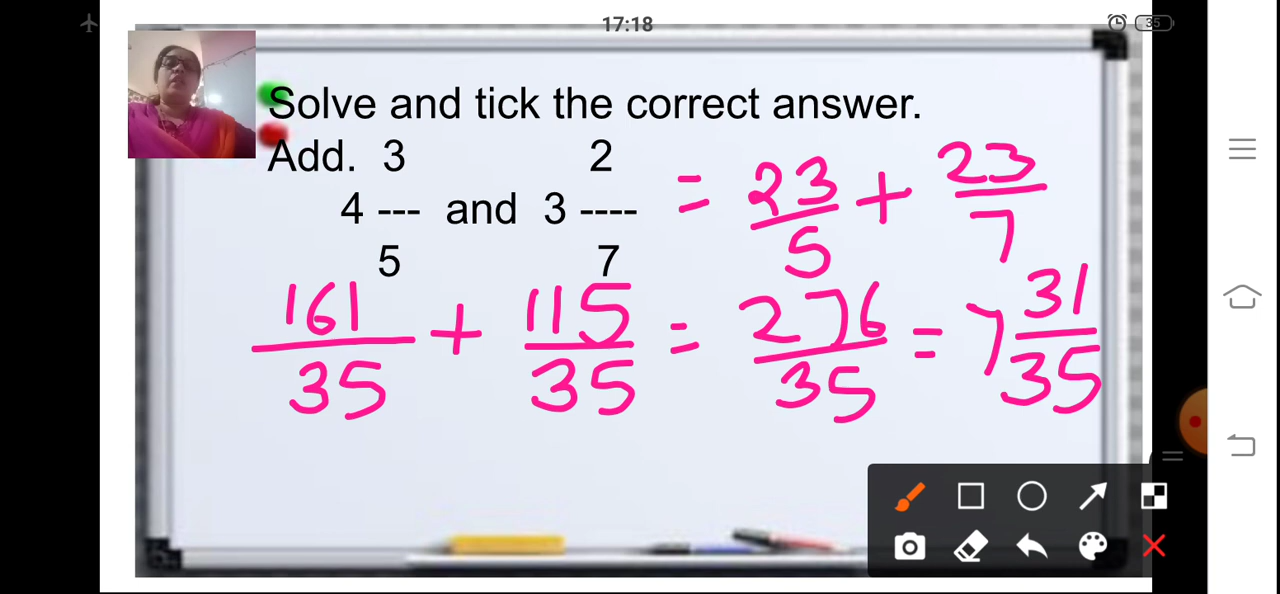 17:18
35
Solve and tick the correct answer.
Add. 3 2
4 --- and 3 ----
5 7
= 23/5 + 23/7
161/35 + 115/35 = 276/35 = 7 31/35